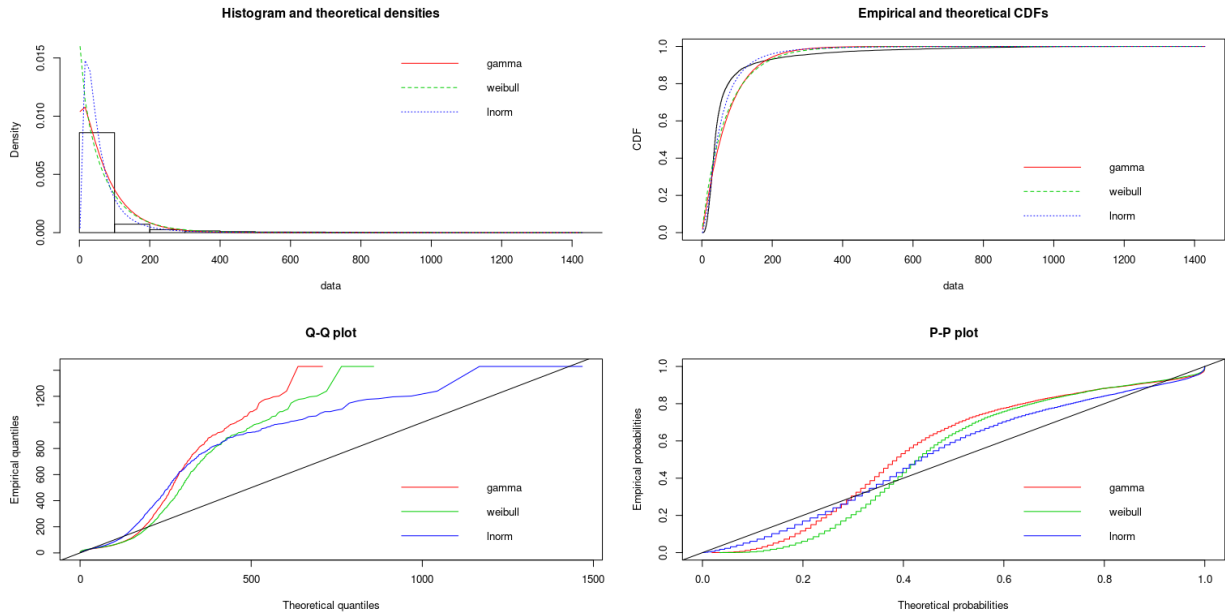 Histogram and theoretical densities
Density
0.000
0.005
0.010
0.015
gamma
weibull
lnorm
0 200 400 600 800 1000 1200 1400
data
Empirical and theoretical CDFs
CDF
0.0 0.2 0.4 0.6 0.8 1.0
gamma
weibull
lnorm
0 200 400 600 800 1000 1200 1400
data
Q-Q plot
Empirical quantiles
0 200 400 600 800 1200
gamma
weibull
lnorm
0 500 1000 1500
Theoretical quantiles
P-P plot
Empirical probabilities
0.0 0.2 0.4 0.6 0.8 1.0
gamma
weibull
lnorm
0.0 0.2 0.4 0.6 0.8 1.0
Theoretical probabilities